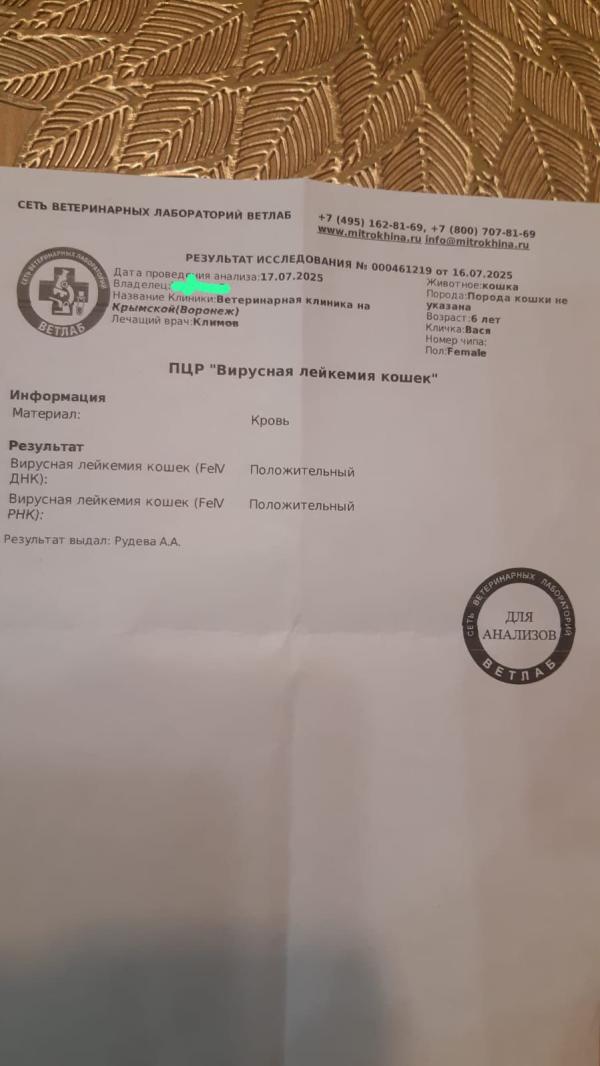 СЕТЬ ВЕТЕРИНАРНЫХ ЛАБОРАТОРИЙ ВЕТЛАБ
+7 (495) 162-81-69, +7 (800) 707-81-69
www.mitrokhina.ru info@mitrokhina.ru
РЕЗУЛЬТАТ ИССЛЕДОВАНИЯ № 000461219 от 16.07.2025
СЕТЬ ВЕТЕРИНАРНЫХ ЛАБОРАТОРИЙ
ВЕТЛАБ
Дата проведения анализа:17.07.2025
Владелец:
Название Клиники:Ветеринарная клиника на
Крымской(Воронеж)
Лечащий врач:Климов
Животное:кошка
Порода:Порода кошки не
указана
Возраст:6 лет
Кличка:Вася
Номер чипа:
Пол:Female
ПЦР "Вирусная лейкемия кошек"
Информация
Материал: Кровь
Результат
Вирусная лейкемия кошек (FelV Положительный
ДНК):
Вирусная лейкемия кошек (FelV Положительный
РНК):
Результат выдал: Рудева А.А.
СЕТЬ ВЕТЕРИНАРНЫХ ЛАБОРАТОРИЙ
ДЛЯ
АНАЛИЗОВ
ВЕТЛАБ